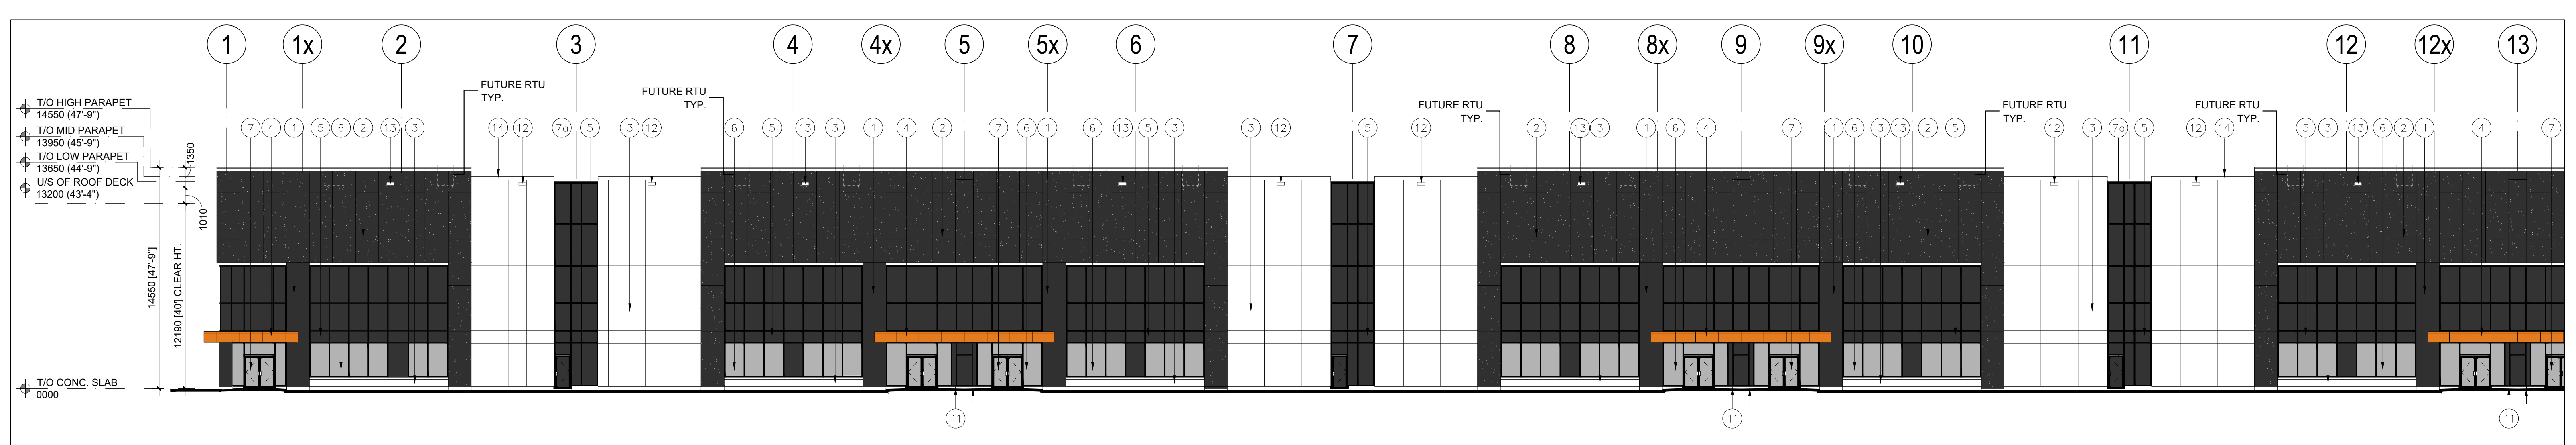 1 1x 2 3 4 4x 5 5x 6 7 8 8x 9 9x 10 11 12 12x 13
FUTURE RTU
TYP.
FUTURE RTU
TYP.
FUTURE RTU
TYP.
FUTURE RTU
TYP.
FUTURE RTU
TYP.
T/O HIGH PARAPET
14550 (47'-9")
T/O MID PARAPET
13950 (45'-9")
T/O LOW PARAPET
13650 (44'-9")
U/S OF ROOF DECK
13200 (43'-4")
7 4 1 5 6 2 13 3 14 12 7a 5 3 12 6 5 13 3 1 4 2 7 6 1 6 13 5 3 3 12 5 12 2 13 3 1 6 4 7 1 6 3 13 2 5 12 3 7a 5 12 14 5 3 13 6 2 1 4 7
1350
1010
14550 [47'-9"]
12190 [40'] CLEAR HT.
T/O CONC. SLAB
0000
11 11 11